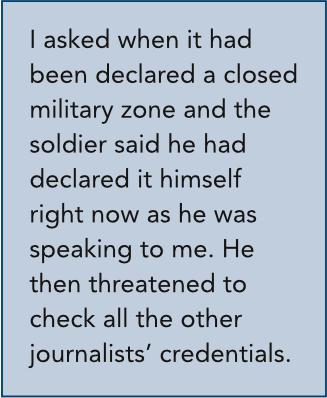 I asked when it had
been declared a closed
military zone and the
soldier said he had
declared it himself
right now as he was
speaking to me. He
then threatened to
check all the other
journalists’ credentials.